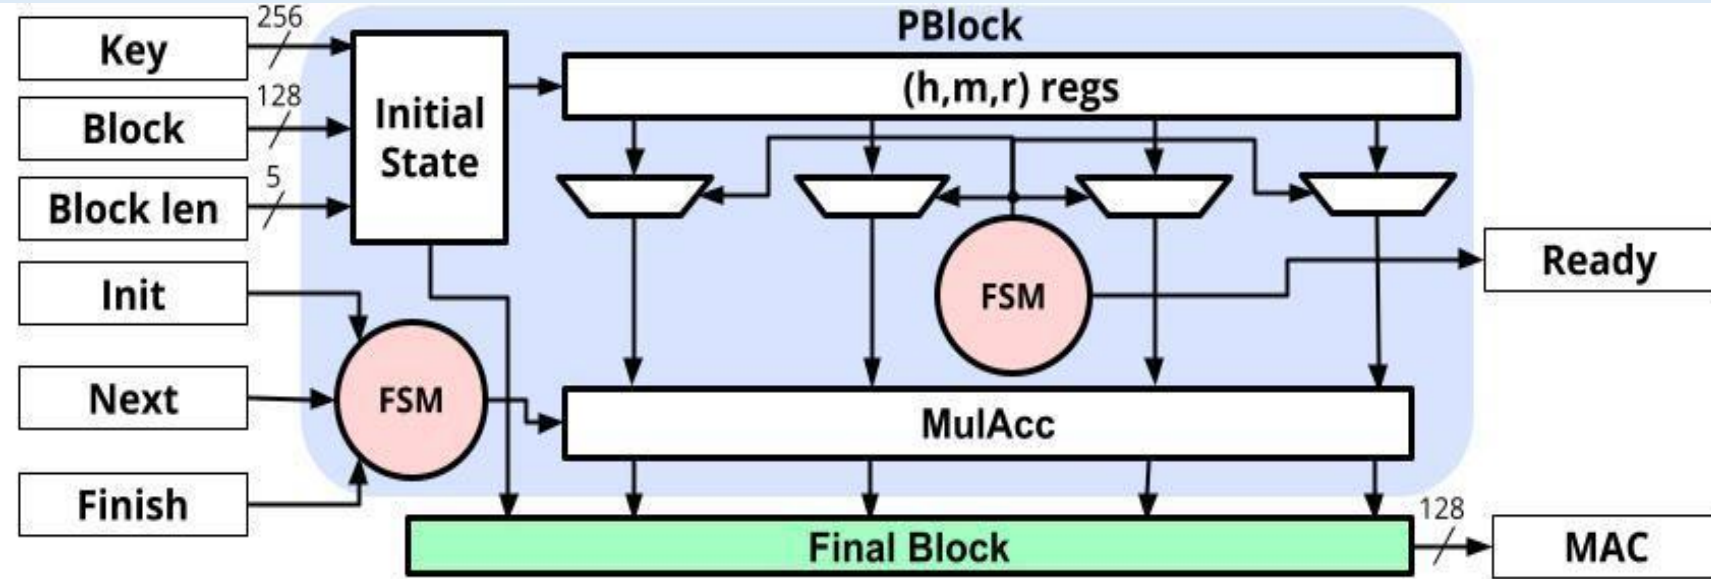 256
Key
128
Block
5
Block len
Init
Next
Finish
Initial
State
PBlock
(h,m,r) regs
FSM
FSM
MulAcc
Final Block
Ready
128
MAC